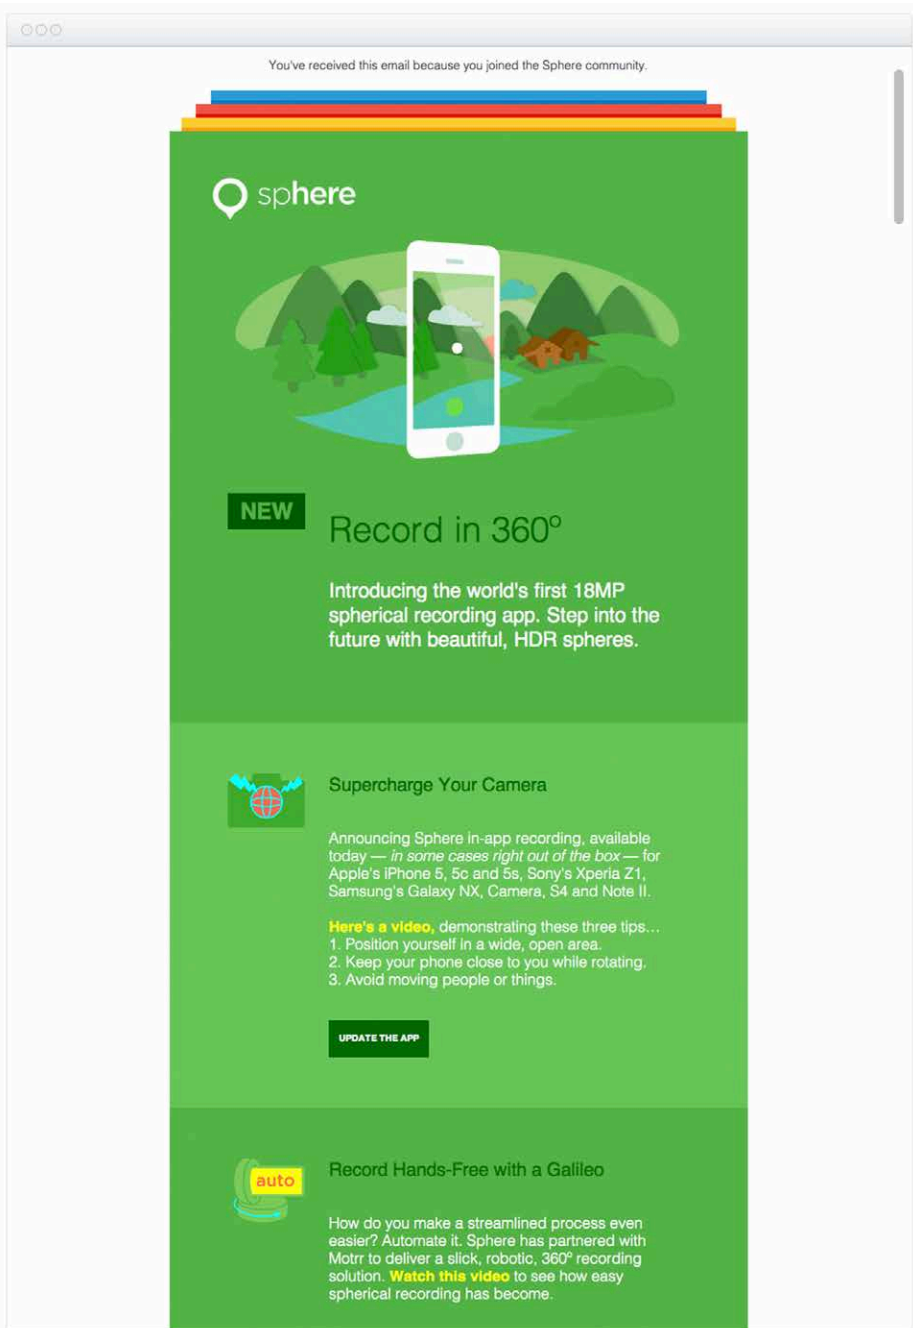 You've received this email because you joined the Sphere community.
sphere
NEW
Record in 360º
Introducing the world's first 18MP
spherical recording app. Step into the
future with beautiful, HDR spheres.
Supercharge Your Camera
Announcing Sphere in-app recording, available
today — in some cases right out of the box — for
Apple's iPhone 5, 5c and 5s, Sony's Xperia Z1,
Samsung's Galaxy NX, Camera, S4 and Note II.
Here's a video, demonstrating these three tips…
1. Position yourself in a wide, open area.
2. Keep your phone close to you while rotating.
3. Avoid moving people or things.
UPDATE THE APP
auto
Record Hands-Free with a Galileo
How do you make a streamlined process even
easier? Automate it. Sphere has partnered with
Motrr to deliver a slick, robotic, 360º recording
solution. Watch this video to see how easy
spherical recording has become.